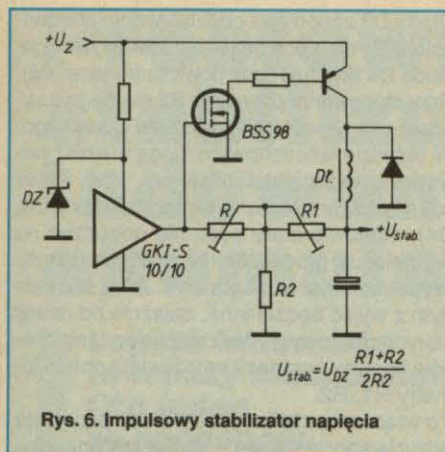 +U_Z
BSS98
DZ
Dł.
R
R1
+U_stab.
GKI-S
10/10
R2
U_stab. = U_DZ (R1+R2)/(2R2)
Rys. 6. Impulsowy stabilizator napięcia